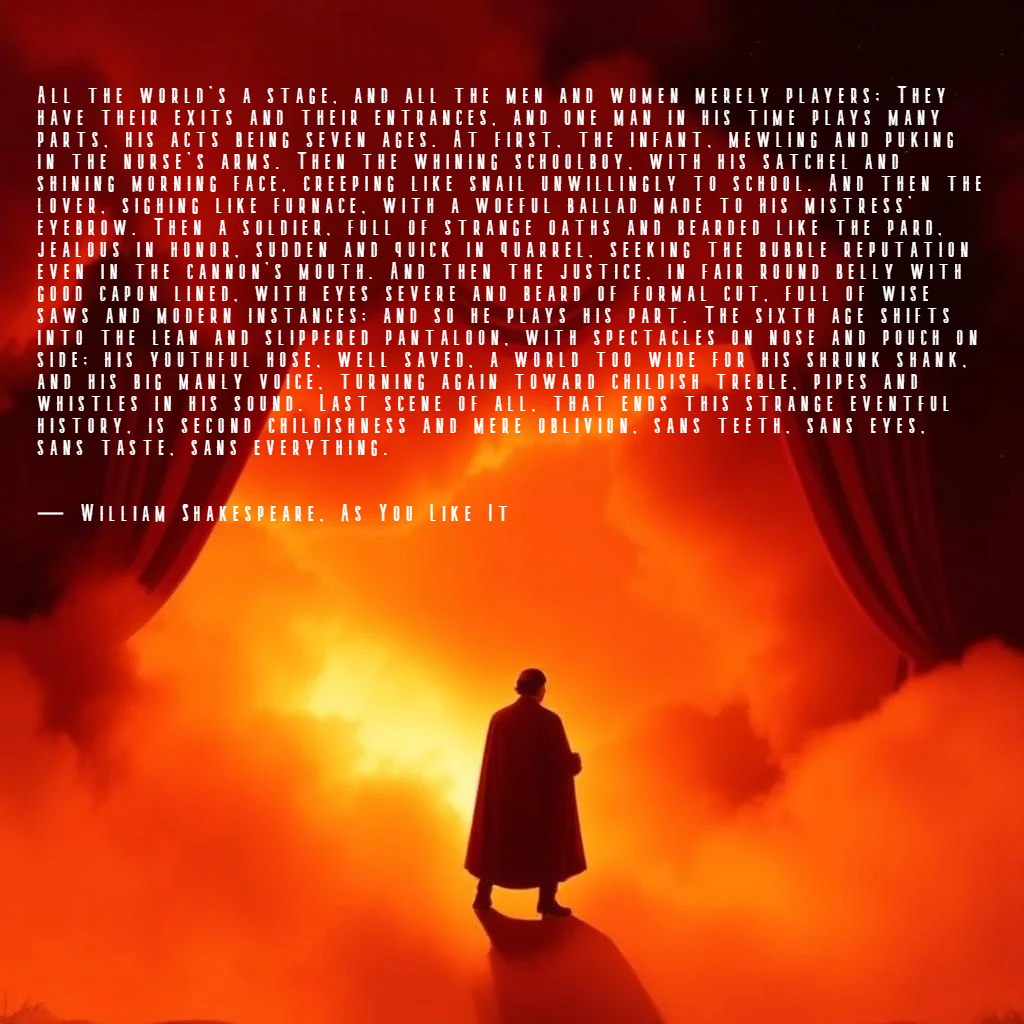 All the world's a stage, and all the men and women merely players; They
have their exits and their entrances, and one man in his time plays many
parts, his acts being seven ages. At first, the infant, mewling and puking
in the nurse's arms. Then the whining schoolboy, with his satchel and
shining morning face, creeping like snail unwillingly to school. And then the
lover, sighing like furnace, with a woeful ballad made to his mistress'
eyebrow. Then a soldier, full of strange oaths and bearded like the pard,
jealous in honor, sudden and quick in quarrel, seeking the bubble reputation
even in the cannon's mouth. And then the justice, in fair round belly with
good capon lined, with eyes severe and beard of formal cut, full of wise
saws and modern instances; and so he plays his part. The sixth age shifts
into the lean and slippered pantaloon, with spectacles on nose and pouch on
side; his youthful hose, well saved, a world too wide for his shrunk shank,
and his big manly voice, turning again toward childish treble, pipes and
whistles in his sound. Last scene of all, that ends this strange eventful
history, is second childishness and mere oblivion, sans teeth, sans eyes,
sans taste, sans everything.
— William Shakespeare, As You Like It